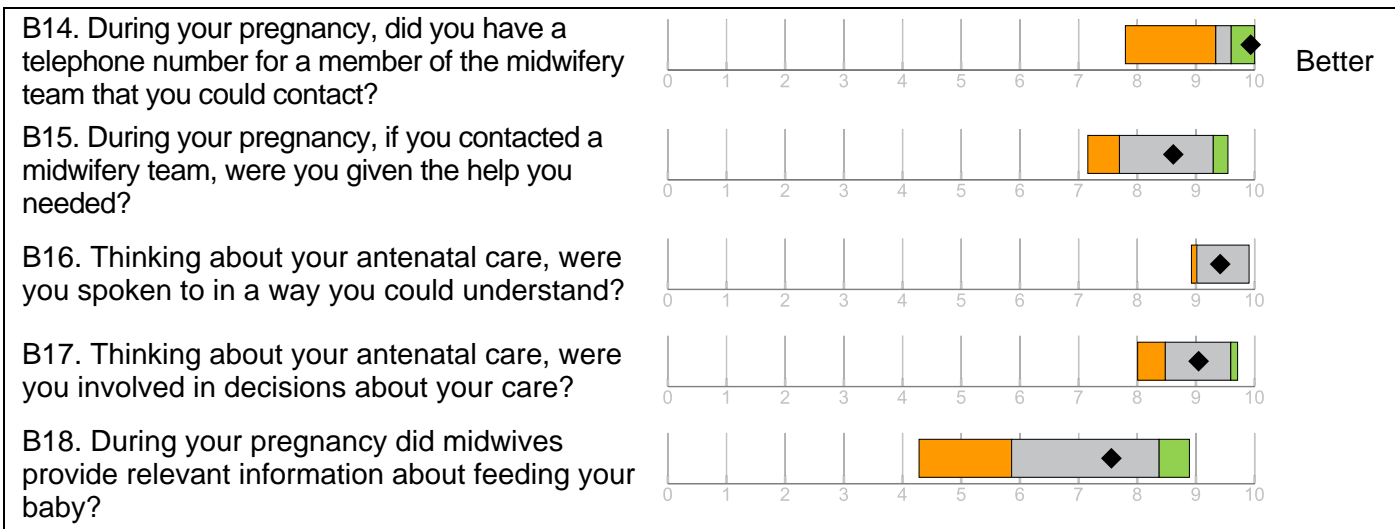 B14. During your pregnancy, did you have a
telephone number for a member of the midwifery
team that you could contact?
Better
0 1 2 3 4 5 6 7 8 9 10
B15. During your pregnancy, if you contacted a
midwifery team, were you given the help you
needed?
0 1 2 3 4 5 6 7 8 9 10
B16. Thinking about your antenatal care, were
you spoken to in a way you could understand?
0 1 2 3 4 5 6 7 8 9 10
B17. Thinking about your antenatal care, were
you involved in decisions about your care?
0 1 2 3 4 5 6 7 8 9 10
B18. During your pregnancy did midwives
provide relevant information about feeding your
baby?
0 1 2 3 4 5 6 7 8 9 10